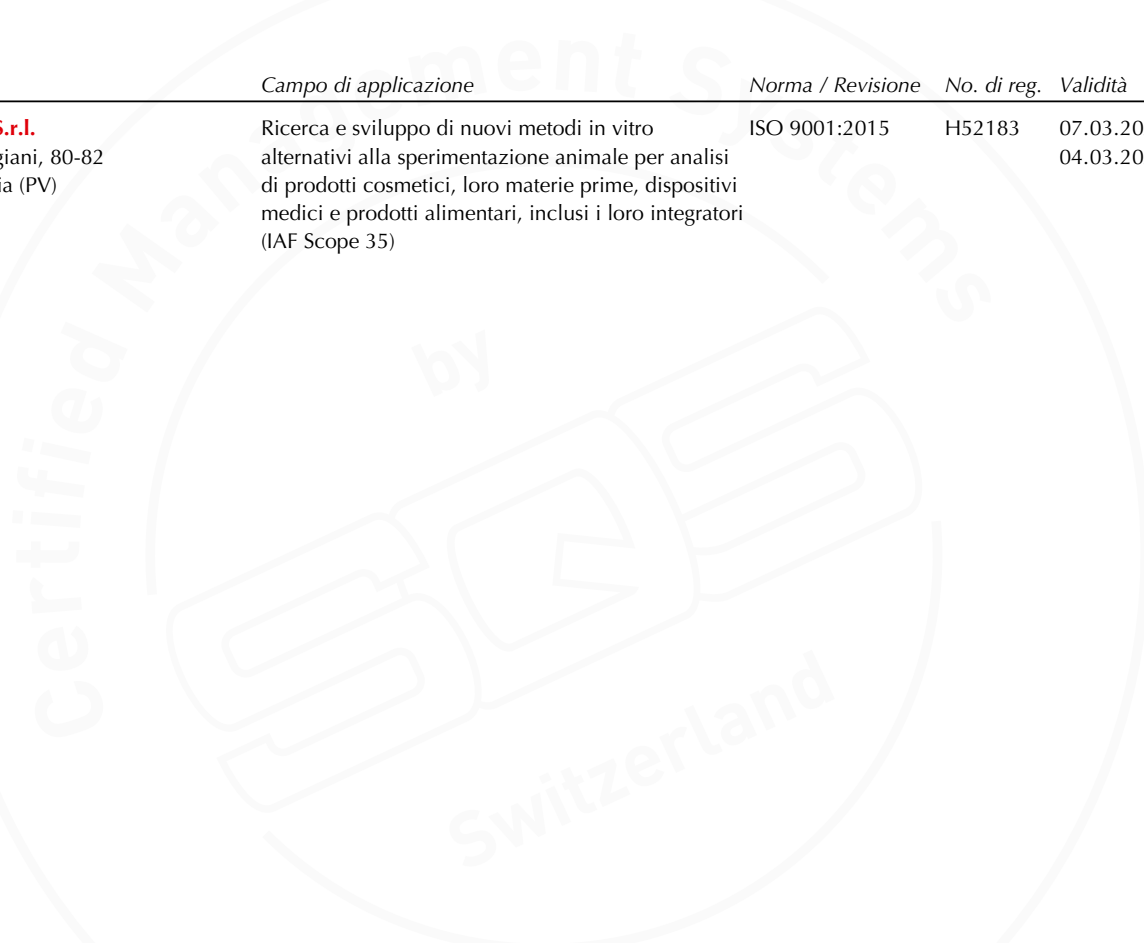 Campo di applicazione Norma / Revisione No. di reg. Validità
S.r.l. Ricerca e sviluppo di nuovi metodi in vitro ISO 9001:2015 H52183 07.03.20
giani, 80-82 alternativi alla sperimentazione animale per analisi 04.03.20
ia (PV) di prodotti cosmetici, loro materie prime, dispositivi
medici e prodotti alimentari, inclusi i loro integratori
(IAF Scope 35)
Certified Management Systems
by
SQS
Switzerland